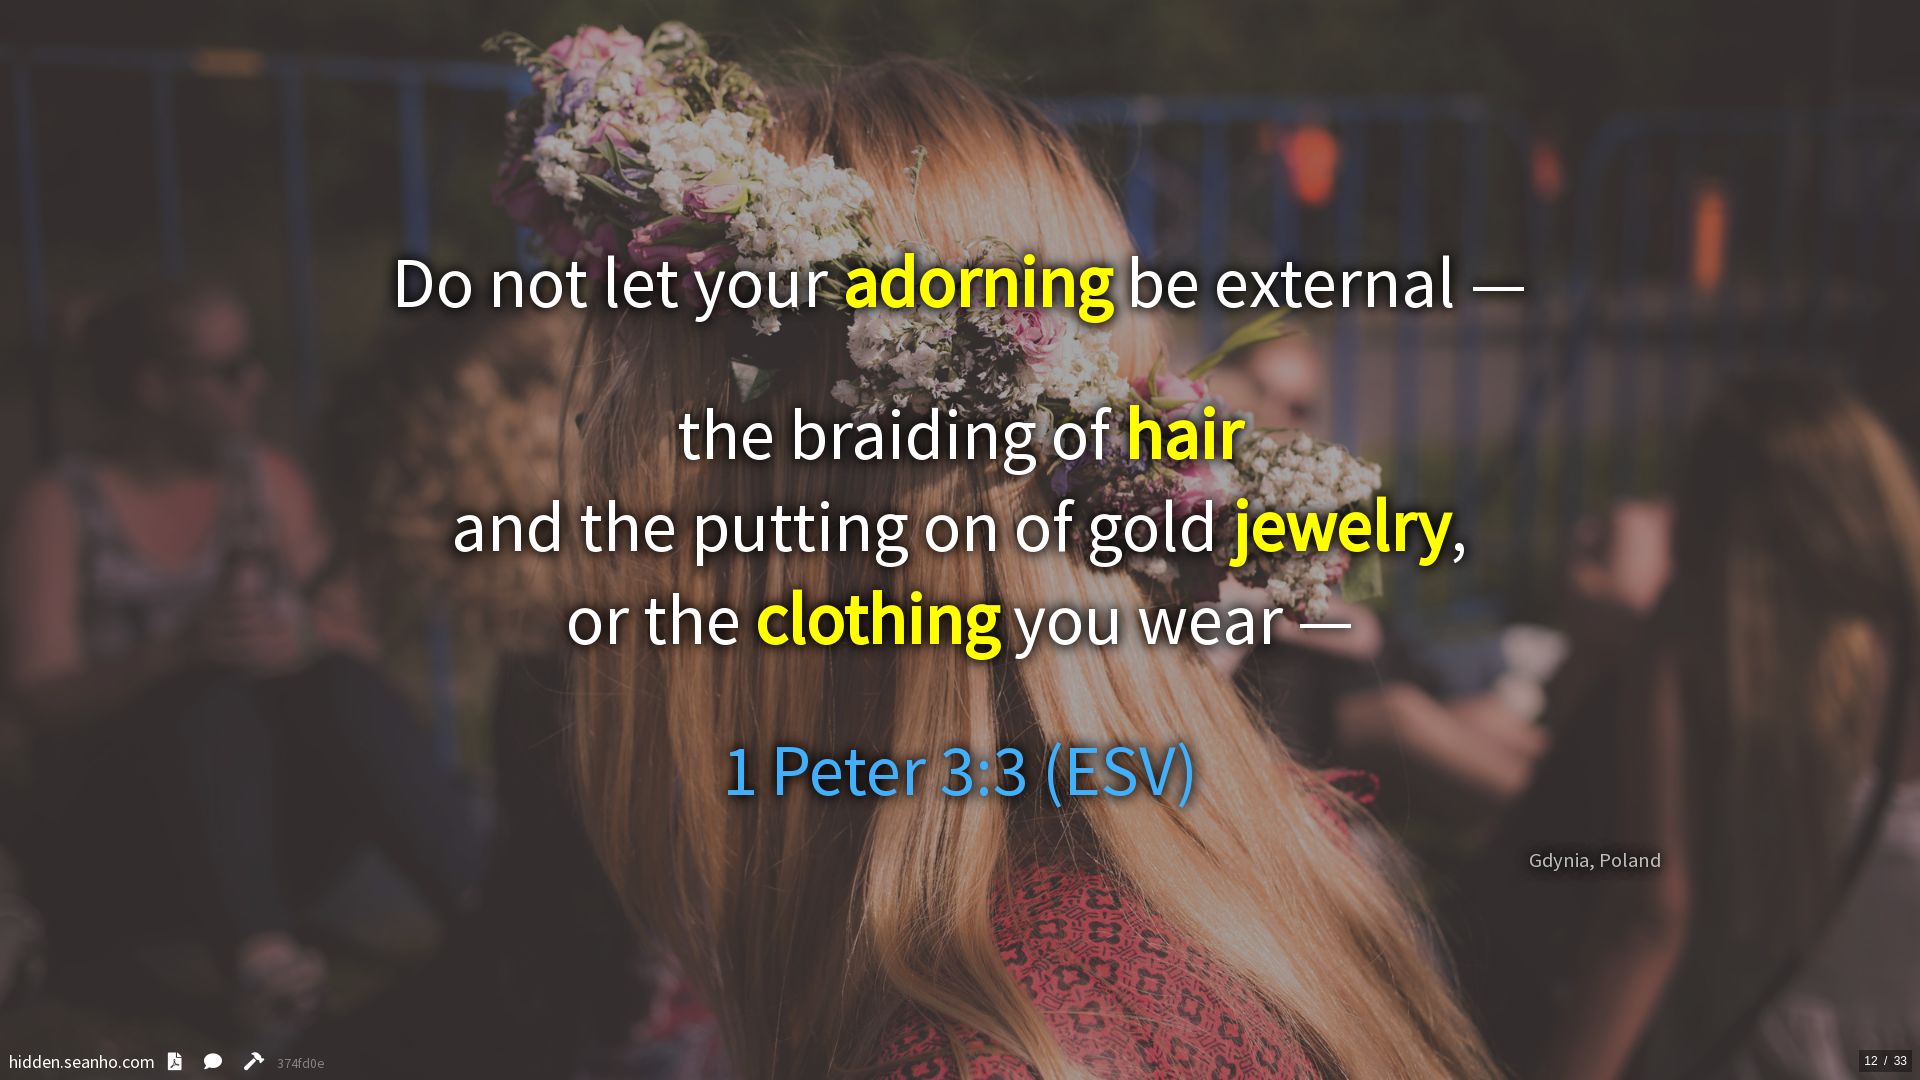 Do not let your adorning be external —
the braiding of hair
and the putting on of gold jewelry,
or the clothing you wear —
1 Peter 3:3 (ESV)
Gdynia, Poland
hidden.seanho.com 374fd0e
12 / 33